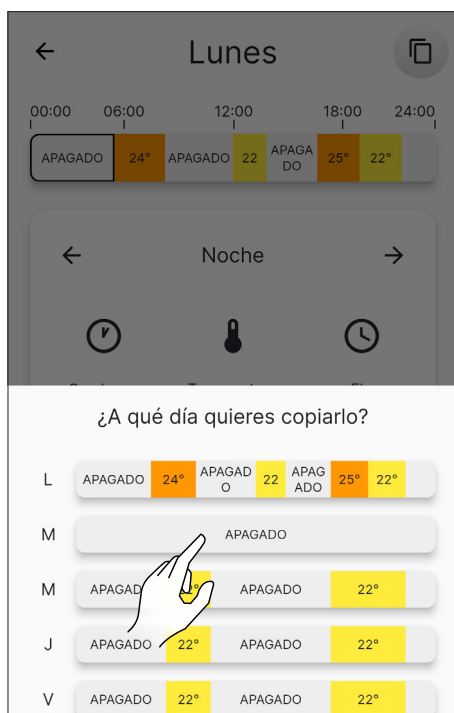 Lunes
00:00 06:00 12:00 18:00 24:00
APAGADO 24° APAGADO 22 APAGA
DO 25° 22°
Noche
¿A qué día quieres copiarlo?
L APAGADO 24° APAGAD
O 22 APAG
ADO 25° 22°
M APAGADO
M APAGADO 22° APAGADO 22°
J APAGADO 22° APAGADO 22°
V APAGADO 22° APAGADO 22°